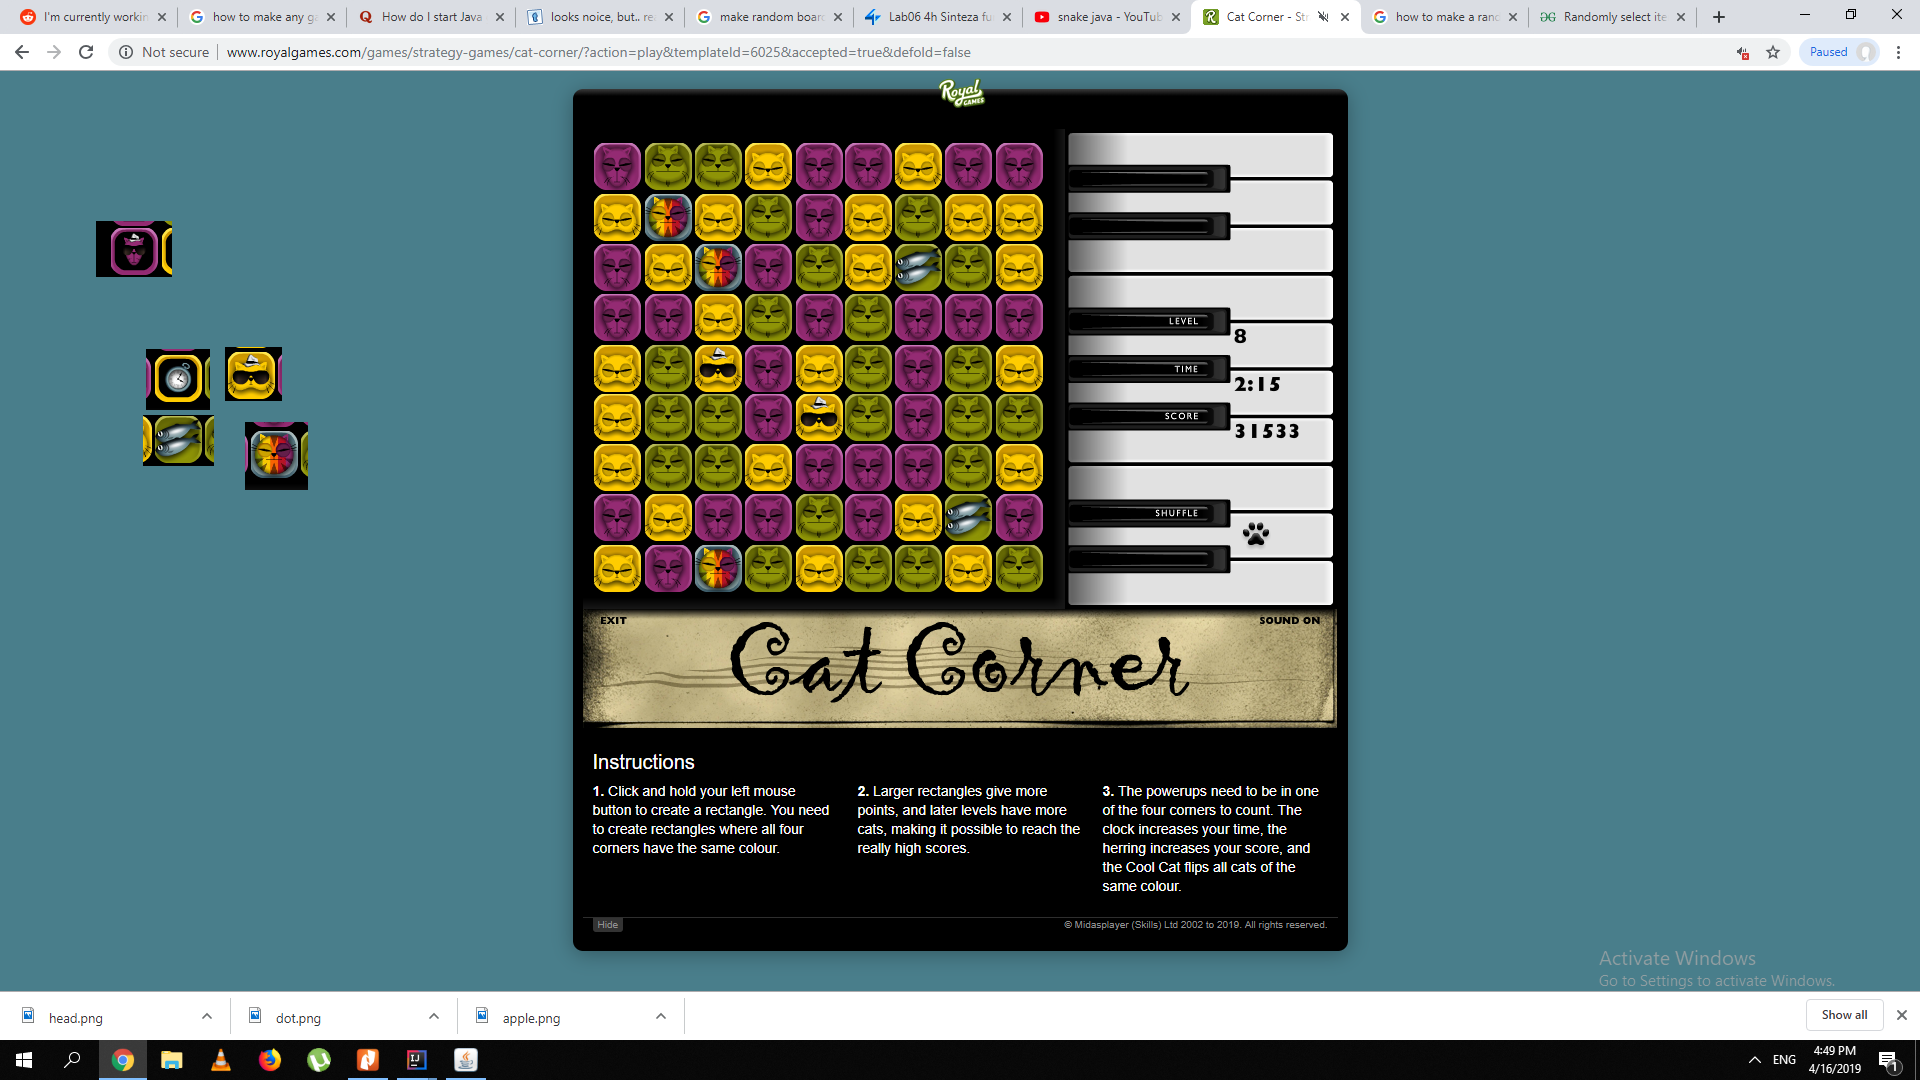 I'm currently workin
how to make any ga
How do I start Java
looks noice, but.. re
make random boar
Lab06 4h Sinteza fu
snake java - YouTub
Cat Corner - Str
how to make a rand
Randomly select ite
Not secure
www.royalgames.com/games/strategy-games/cat-corner/?action=play&templateId=6025&accepted=true&defold=false
Paused
Royal
GAMES
LEVEL
8
TIME
2:15
SCORE
31533
SHUFFLE
EXIT
SOUND ON
Cat Corner
Instructions
1. Click and hold your left mouse
button to create a rectangle. You need
to create rectangles where all four
corners have the same colour.
2. Larger rectangles give more
points, and later levels have more
cats, making it possible to reach the
really high scores.
3. The powerups need to be in one
of the four corners to count. The
clock increases your time, the
herring increases your score, and
the Cool Cat flips all cats of the
same colour.
Hide
© Midasplayer (Skills) Ltd 2002 to 2019. All rights reserved.
Activate Windows
Go to Settings to activate Windows.
head.png
dot.png
apple.png
Show all
ENG
4:49 PM
4/16/2019
1